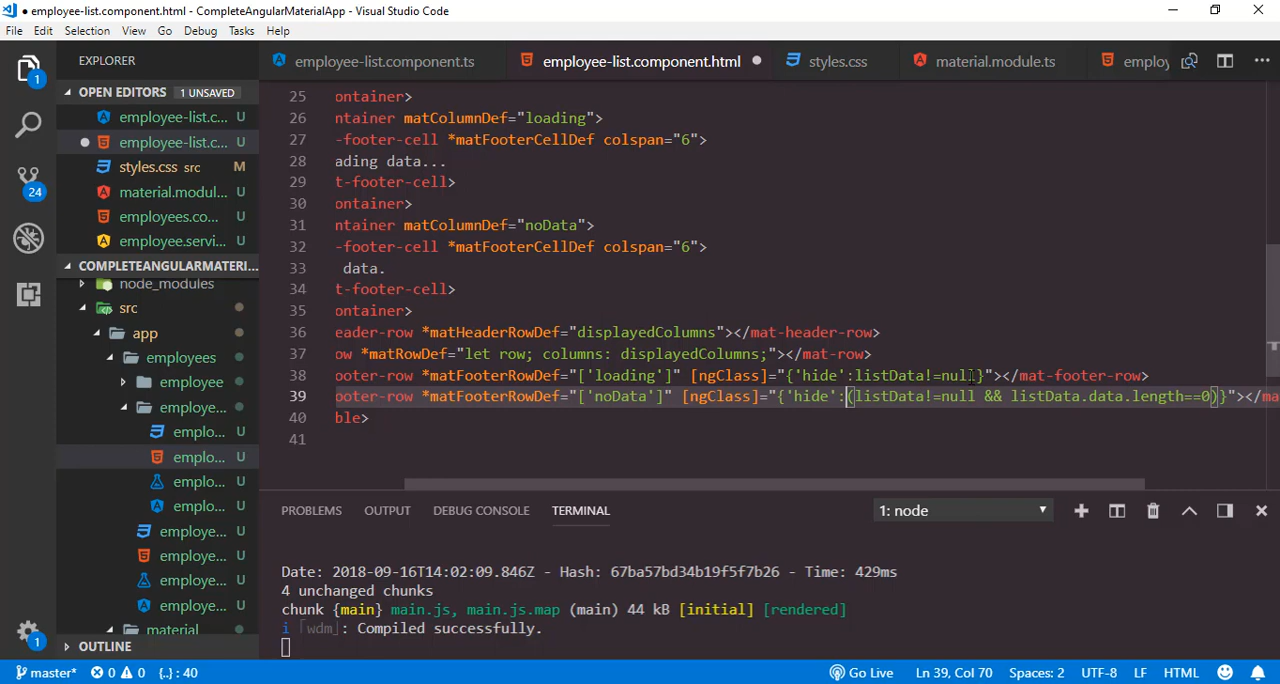 ● employee-list.component.html - CompleteAngularMaterialApp - Visual Studio Code
File Edit Selection View Go Debug Tasks Help
EXPLORER
employee-list.component.ts
employee-list.component.html
styles.css
material.module.ts
employ
1
OPEN EDITORS 1 UNSAVED
employee-list.c... U
employee-list.c... U
styles.css src M
material.modul... U
employees.co... U
employee.servi... U
24
COMPLETEANGULARMATERI...
node_modules
src
app
employees
employee...
employe...
emplo... U
emplo... U
emplo... U
emplo... U
employe... U
employe... U
employe... U
employe... U
material
OUTLINE
1
25 ontainer>
26 ntainer matColumnDef="loading">
27 -footer-cell *matFooterCellDef colspan="6">
28 ading data...
29 t-footer-cell>
30 ontainer>
31 ntainer matColumnDef="noData">
32 -footer-cell *matFooterCellDef colspan="6">
33 data.
34 t-footer-cell>
35 ontainer>
36 eader-row *matHeaderRowDef="displayedColumns"></mat-header-row>
37 ow *matRowDef="let row; columns: displayedColumns;"></mat-row>
38 ooter-row *matFooterRowDef="['loading']" [ngClass]="{'hide':listData!=null}"></mat-footer-row>
39 ooter-row *matFooterRowDef="['noData']" [ngClass]="{'hide':(listData!=null && listData.data.length==0)}"></ma
40 ble>
41
PROBLEMS OUTPUT DEBUG CONSOLE TERMINAL
1: node
Date: 2018-09-16T14:02:09.846Z - Hash: 67ba57bd34b19f5f7b26 - Time: 429ms
4 unchanged chunks
chunk {main} main.js, main.js.map (main) 44 kB [initial] [rendered]
i ｢wdm｣: Compiled successfully.
master* 0 0 {..} : 40
Go Live Ln 39, Col 70 Spaces: 2 UTF-8 LF HTML